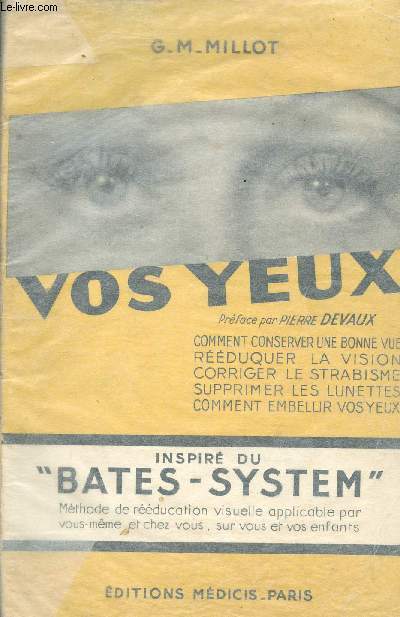 Le-livre.com
G-M-MILLOT
VOS YEUX
Préface par PIERRE DEVAUX
COMMENT CONSERVER UNE BONNE VUE
RÉÉDUQUER LA VISION
CORRIGER LE STRABISME
SUPPRIMER LES LUNETTES
COMMENT EMBELLIR VOS YEUX
INSPIRÉ DU
"BATES-SYSTEM"
Méthode de rééducation visuelle applicable par
vous-même et chez vous, sur vous et vos enfants
ÉDITIONS MÉDICIS-PARIS